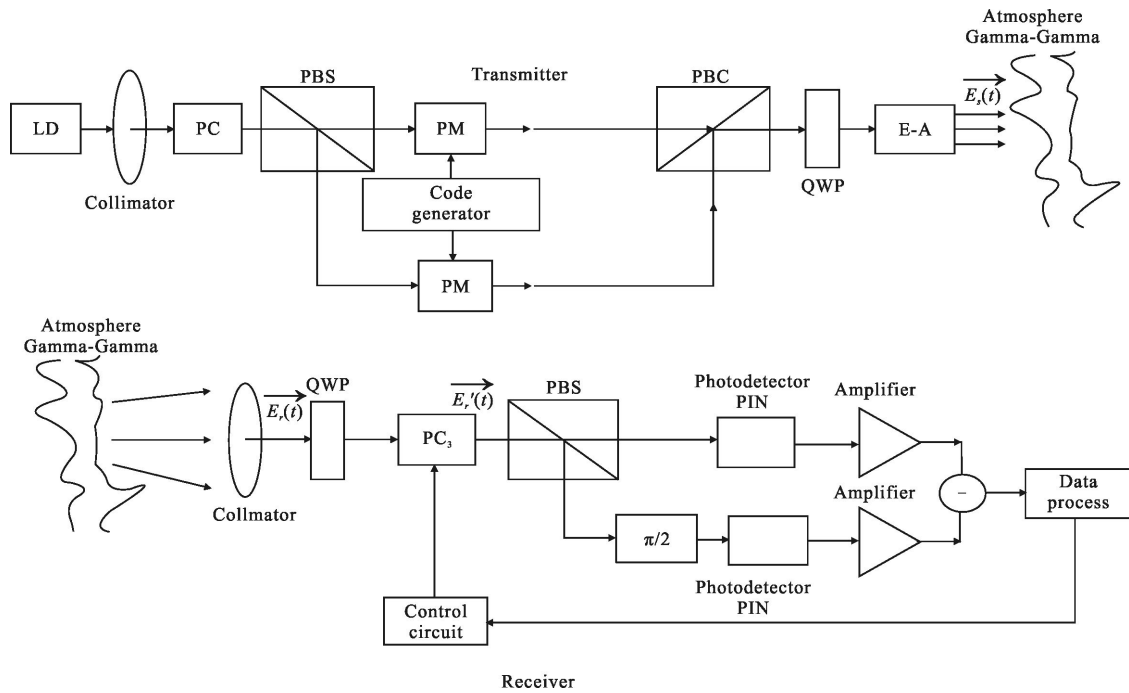 Atmosphere
Gamma-Gamma
PBS
Transmitter
PBC
Eₛ(t)
LD
PC
PM
E-A
Collimator
Code
generator
QWP
PM
Atmosphere
Gamma-Gamma
QWP
Eᵣ(t)
Eᵣ'(t)
PBS
Photodetector
PIN
Amplifier
PC₃
Collmator
Amplifier
−
Data
process
π/2
Photodetector
PIN
Control
circuit
Receiver